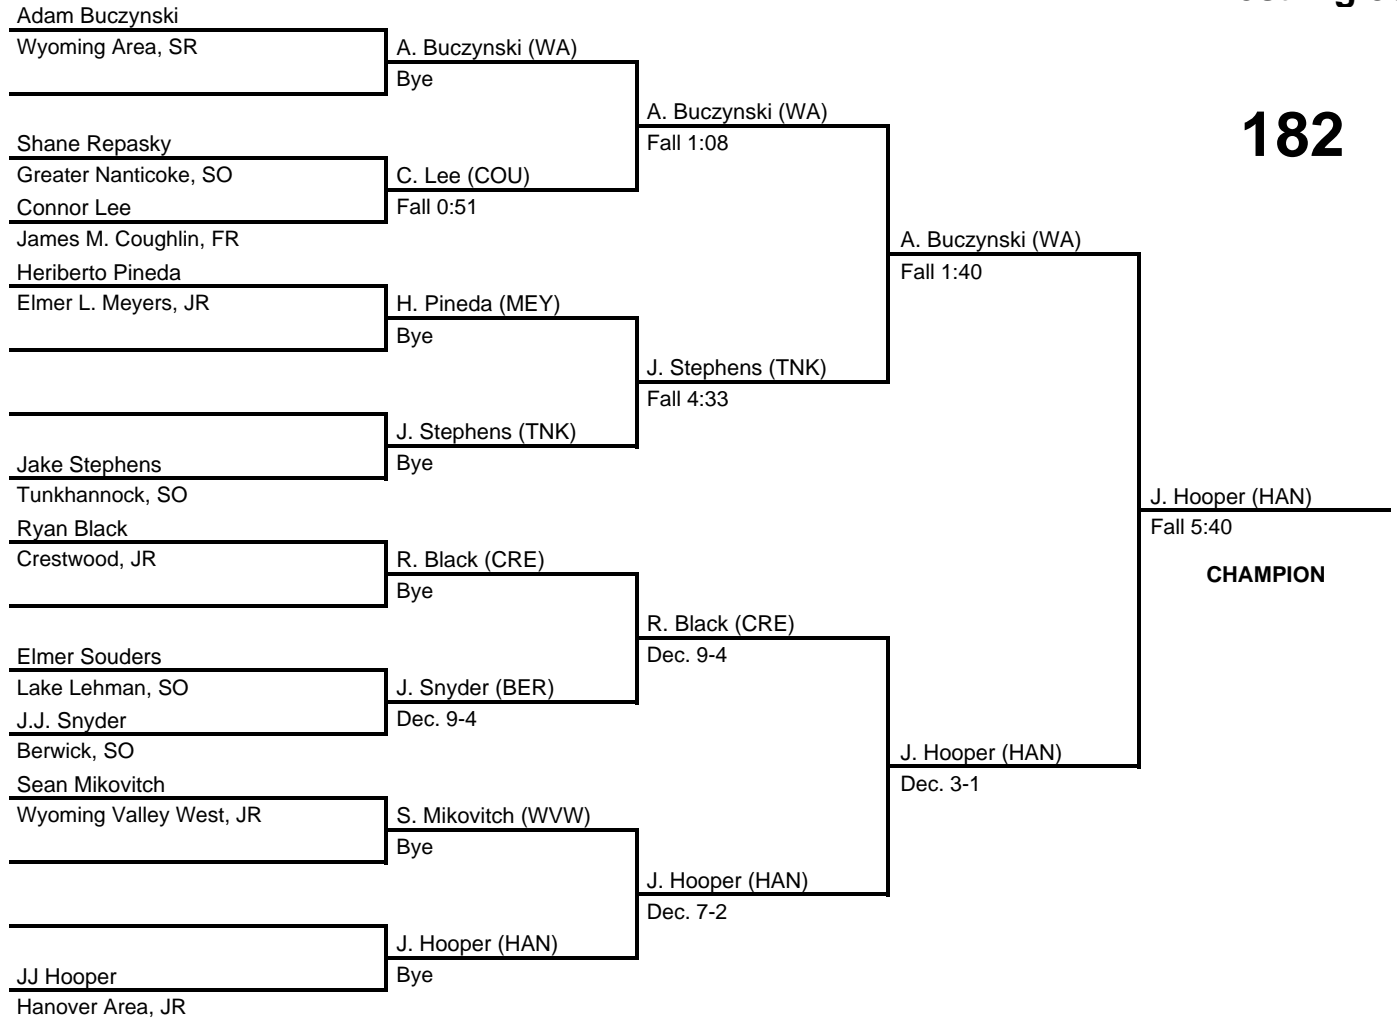 Adam Buczynski
Wyoming Area, SR
A. Buczynski (WA)
Bye
A. Buczynski (WA)
Fall 1:08
182
Shane Repasky
Greater Nanticoke, SO
C. Lee (COU)
Connor Lee
Fall 0:51
James M. Coughlin, FR
A. Buczynski (WA)
Heriberto Pineda
Fall 1:40
Elmer L. Meyers, JR
H. Pineda (MEY)
Bye
J. Stephens (TNK)
Fall 4:33
J. Stephens (TNK)
Jake Stephens
Bye
Tunkhannock, SO
J. Hooper (HAN)
Ryan Black
Fall 5:40
Crestwood, JR
R. Black (CRE)
CHAMPION
Bye
R. Black (CRE)
Elmer Souders
Dec. 9-4
Lake Lehman, SO
J. Snyder (BER)
J.J. Snyder
Dec. 9-4
Berwick, SO
J. Hooper (HAN)
Sean Mikovitch
Dec. 3-1
Wyoming Valley West, JR
S. Mikovitch (WVW)
Bye
J. Hooper (HAN)
Dec. 7-2
J. Hooper (HAN)
JJ Hooper
Bye
Hanover Area, JR